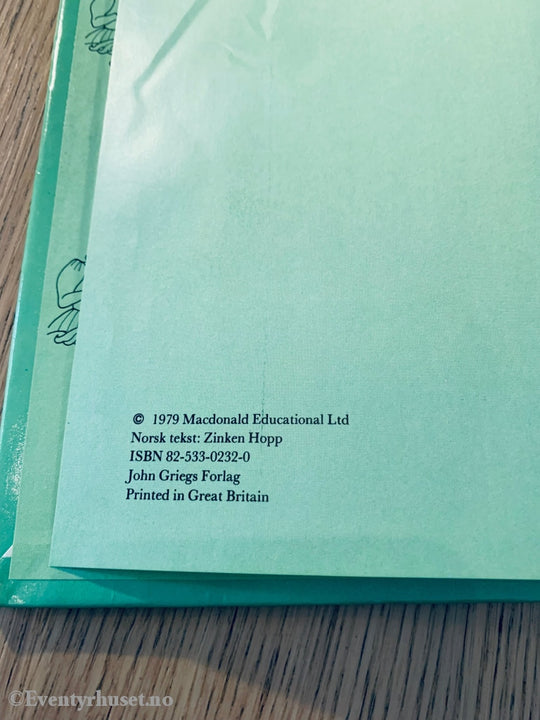 © 1979 Macdonald Educational Ltd
Norsk tekst: Zinken Hopp
ISBN 82-533-0232-0
John Griegs Forlag
Printed in Great Britain
©Eventyrhuset.no